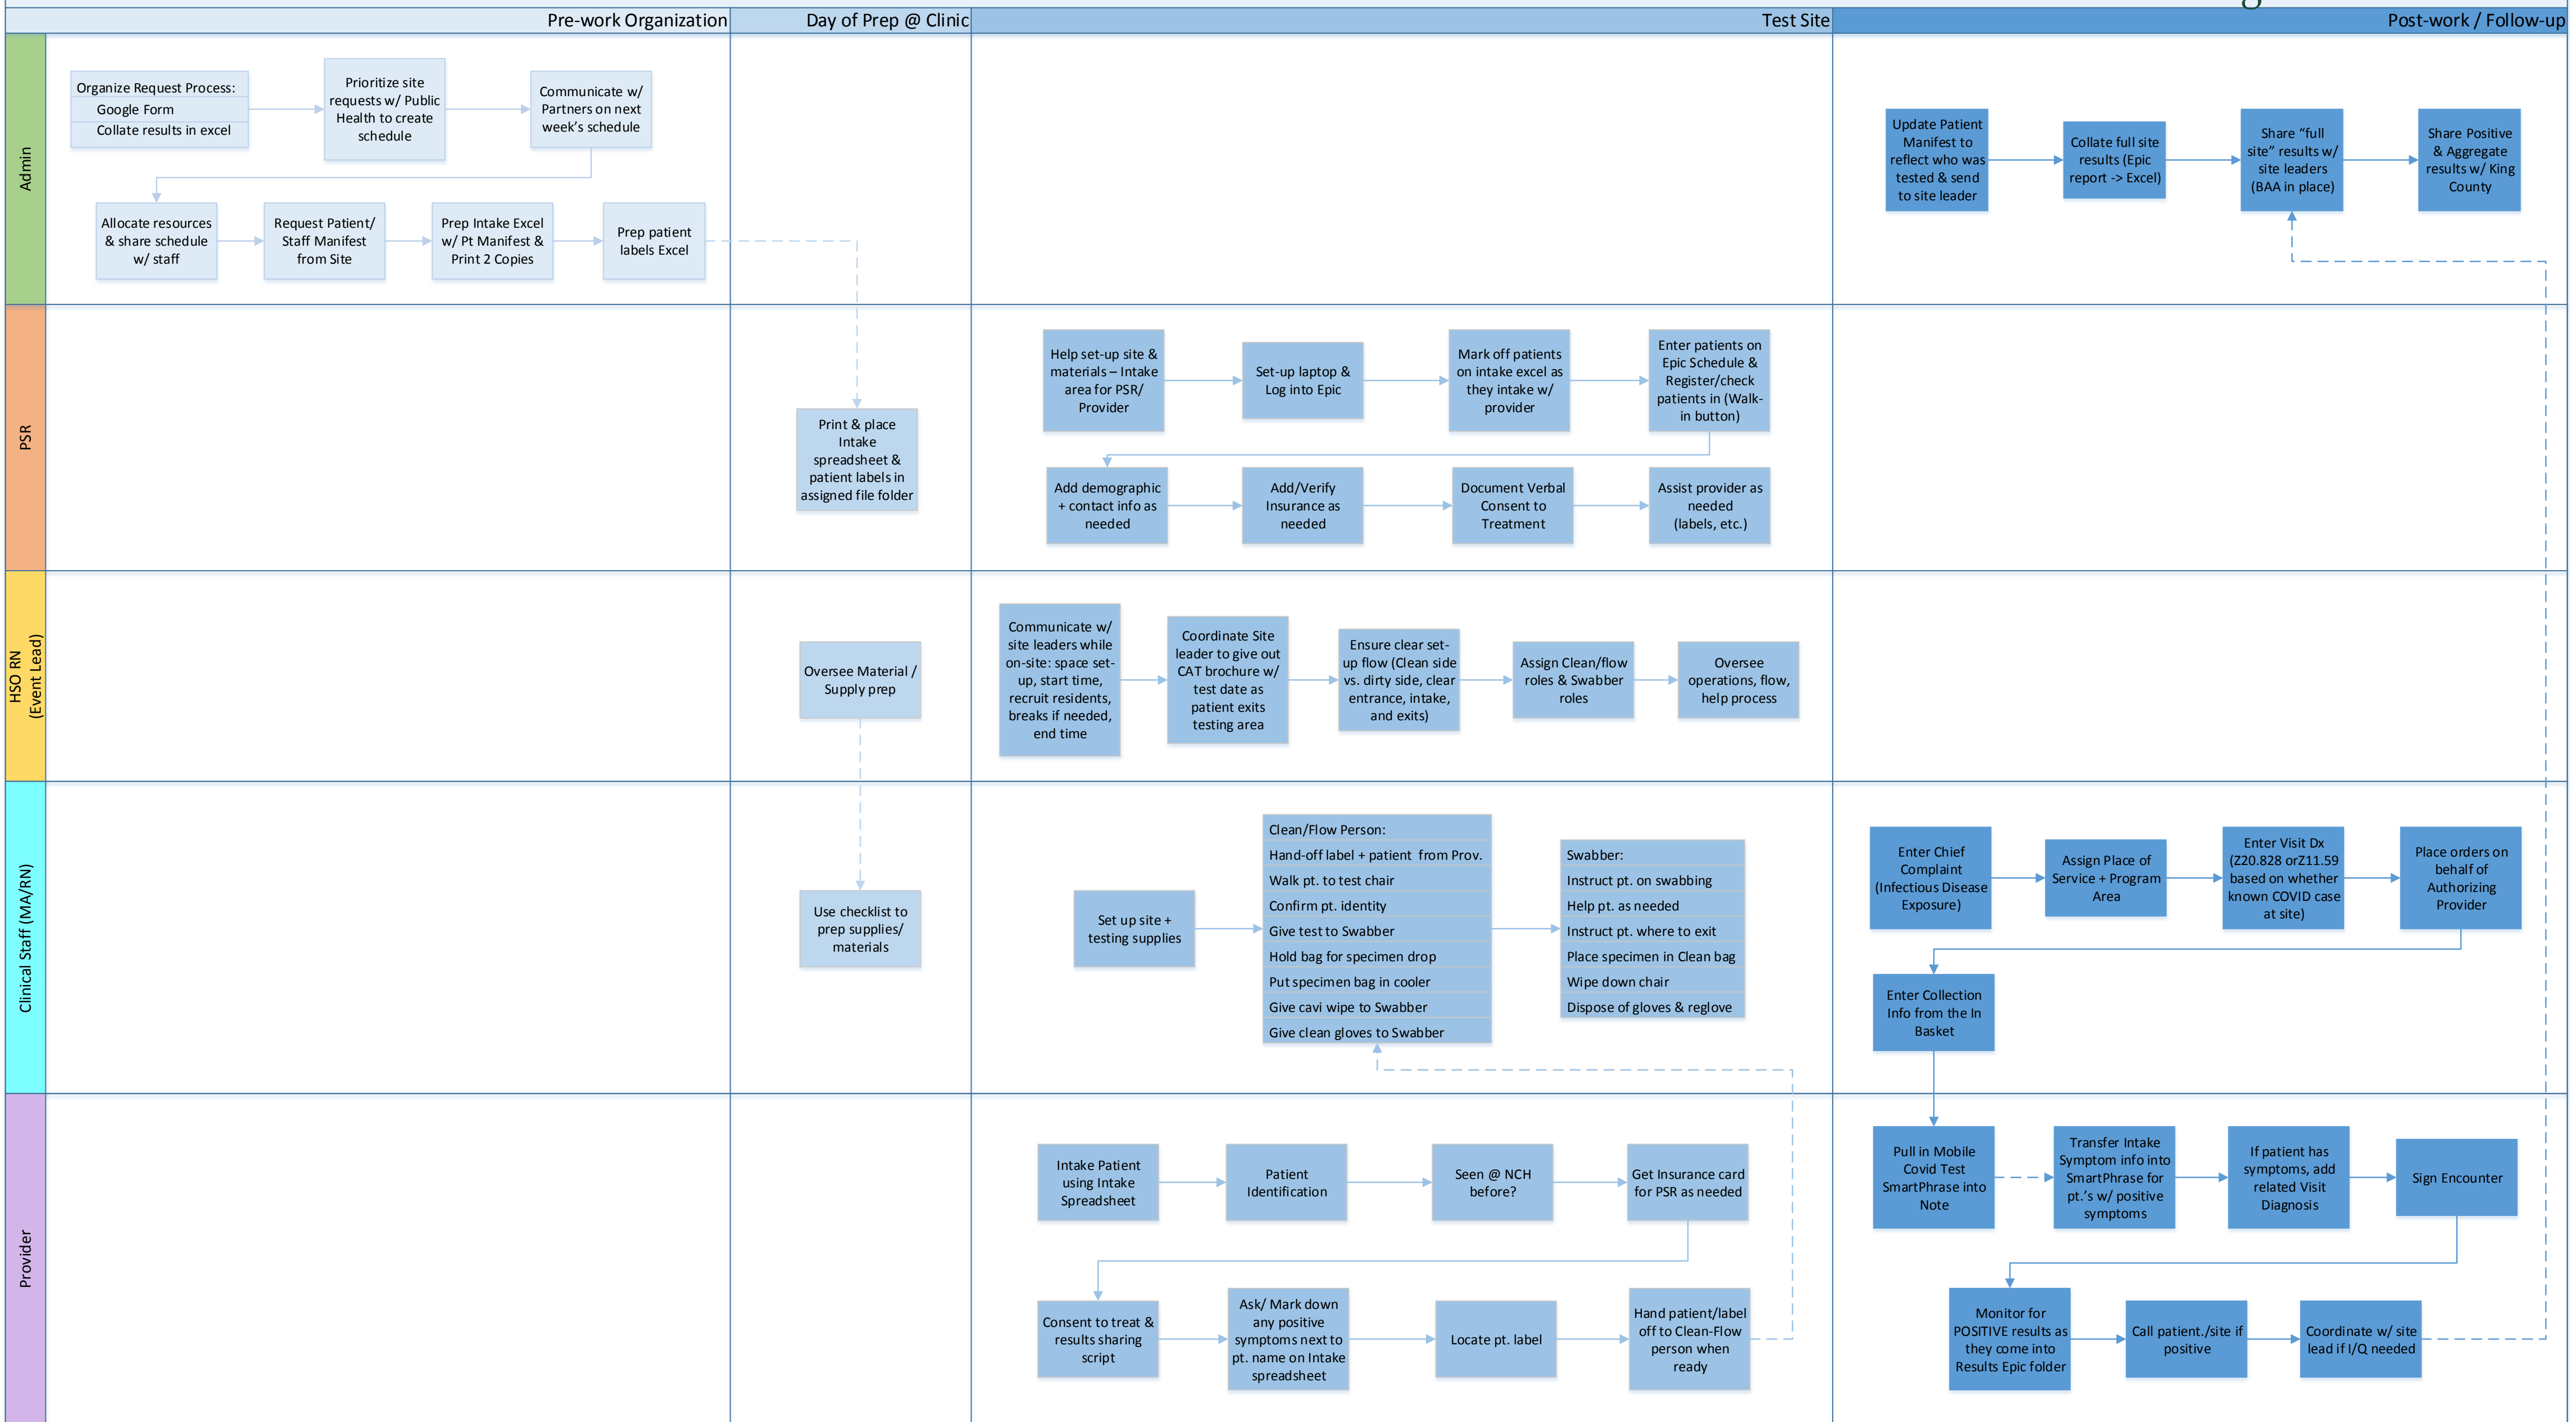 Pre-work Organization
Day of Prep @ Clinic
Test Site
Post-work / Follow-up
Admin
Organize Request Process:
Google Form
Collate results in excel
Prioritize site
requests w/ Public
Health to create
schedule
Communicate w/
Partners on next
week's schedule
Allocate resources
& share schedule
w/ staff
Request Patient/
Staff Manifest
from Site
Prep Intake Excel
w/ Pt Manifest &
Print 2 Copies
Prep patient
labels Excel
Update Patient
Manifest to
reflect who was
tested & send
to site leader
Collate full site
results (Epic
report -> Excel)
Share “full
site” results w/
site leaders
(BAA in place)
Share Positive
& Aggregate
results w/ King
County
PSR
Print & place
Intake
spreadsheet &
patient labels in
assigned file folder
Help set-up site &
materials – Intake
area for PSR/
Provider
Set-up laptop &
Log into Epic
Mark off patients
on intake excel as
they intake w/
provider
Enter patients on
Epic Schedule &
Register/check
patients in (Walk-
in button)
Add demographic
+ contact info as
needed
Add/Verify
Insurance as
needed
Document Verbal
Consent to
Treatment
Assist provider as
needed
(labels, etc.)
HSO RN
(Event Lead)
Oversee Material /
Supply prep
Communicate w/
site leaders while
on-site: space set-
up, start time,
recruit residents,
breaks if needed,
end time
Coordinate Site
leader to give out
CAT brochure w/
test date as
patient exits
testing area
Ensure clear set-
up flow (Clean side
vs. dirty side, clear
entrance, intake,
and exits)
Assign Clean/flow
roles & Swabber
roles
Oversee
operations, flow,
help process
Clinical Staff (MA/RN)
Use checklist to
prep supplies/
materials
Set up site +
testing supplies
Clean/Flow Person:
Hand-off label + patient  from Prov.
Walk pt. to test chair
Confirm pt. identity
Give test to Swabber
Hold bag for specimen drop
Put specimen bag in cooler
Give cavi wipe to Swabber
Give clean gloves to Swabber
Swabber:
Instruct pt. on swabbing
Help pt. as needed
Instruct pt. where to exit
Place specimen in Clean bag
Wipe down chair
Dispose of gloves & reglove
Enter Chief
Complaint
(Infectious Disease
Exposure)
Assign Place of
Service + Program
Area
Enter Visit Dx
(Z20.828 orZ11.59
based on whether
known COVID case
at site)
Place orders on
behalf of
Authorizing
Provider
Enter Collection
Info from the In
Basket
Provider
Intake Patient
using Intake
Spreadsheet
Patient
Identification
Seen @ NCH
before?
Get Insurance card
for PSR as needed
Consent to treat &
results sharing
script
Ask/ Mark down
any positive
symptoms next to
pt. name on Intake
spreadsheet
Locate pt. label
Hand patient/label
off to Clean-Flow
person when
ready
Pull in Mobile
Covid Test
SmartPhrase into
Note
Transfer Intake
Symptom info into
SmartPhrase for
pt.'s w/ positive
symptoms
If patient has
symptoms, add
related Visit
Diagnosis
Sign Encounter
Monitor for
POSITIVE results as
they come into
Results Epic folder
Call patient./site if
positive
Coordinate w/ site
lead if I/Q needed